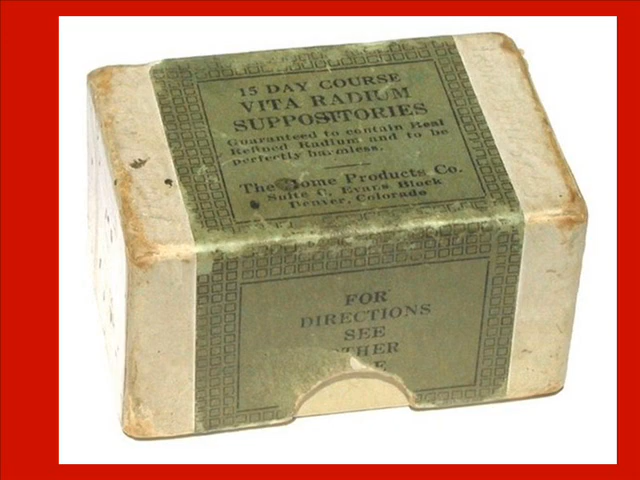 15 DAY COURSE
VITA RADIUM
SUPPOSITORIES
Guaranteed to contain Real
Refined Radium and to be
perfectly harmless.
The Home Products Co.
Suite C, Evans Block
Denver, Colorado
FOR
DIRECTIONS
SEE
OTHER